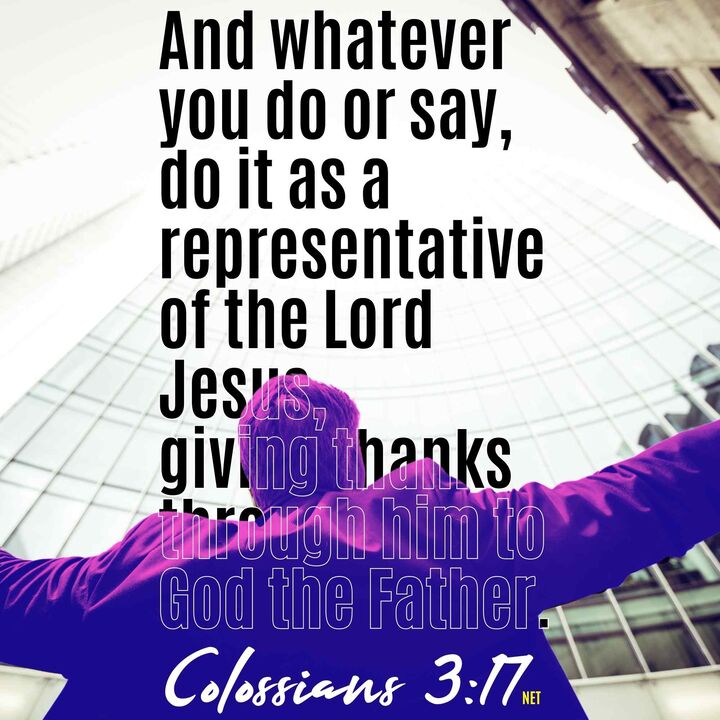 And whatever
you do or say,
do it as a
representative
of the Lord
Jesus,
giving thanks
through him to
God the Father.
Colossians 3:17 NET